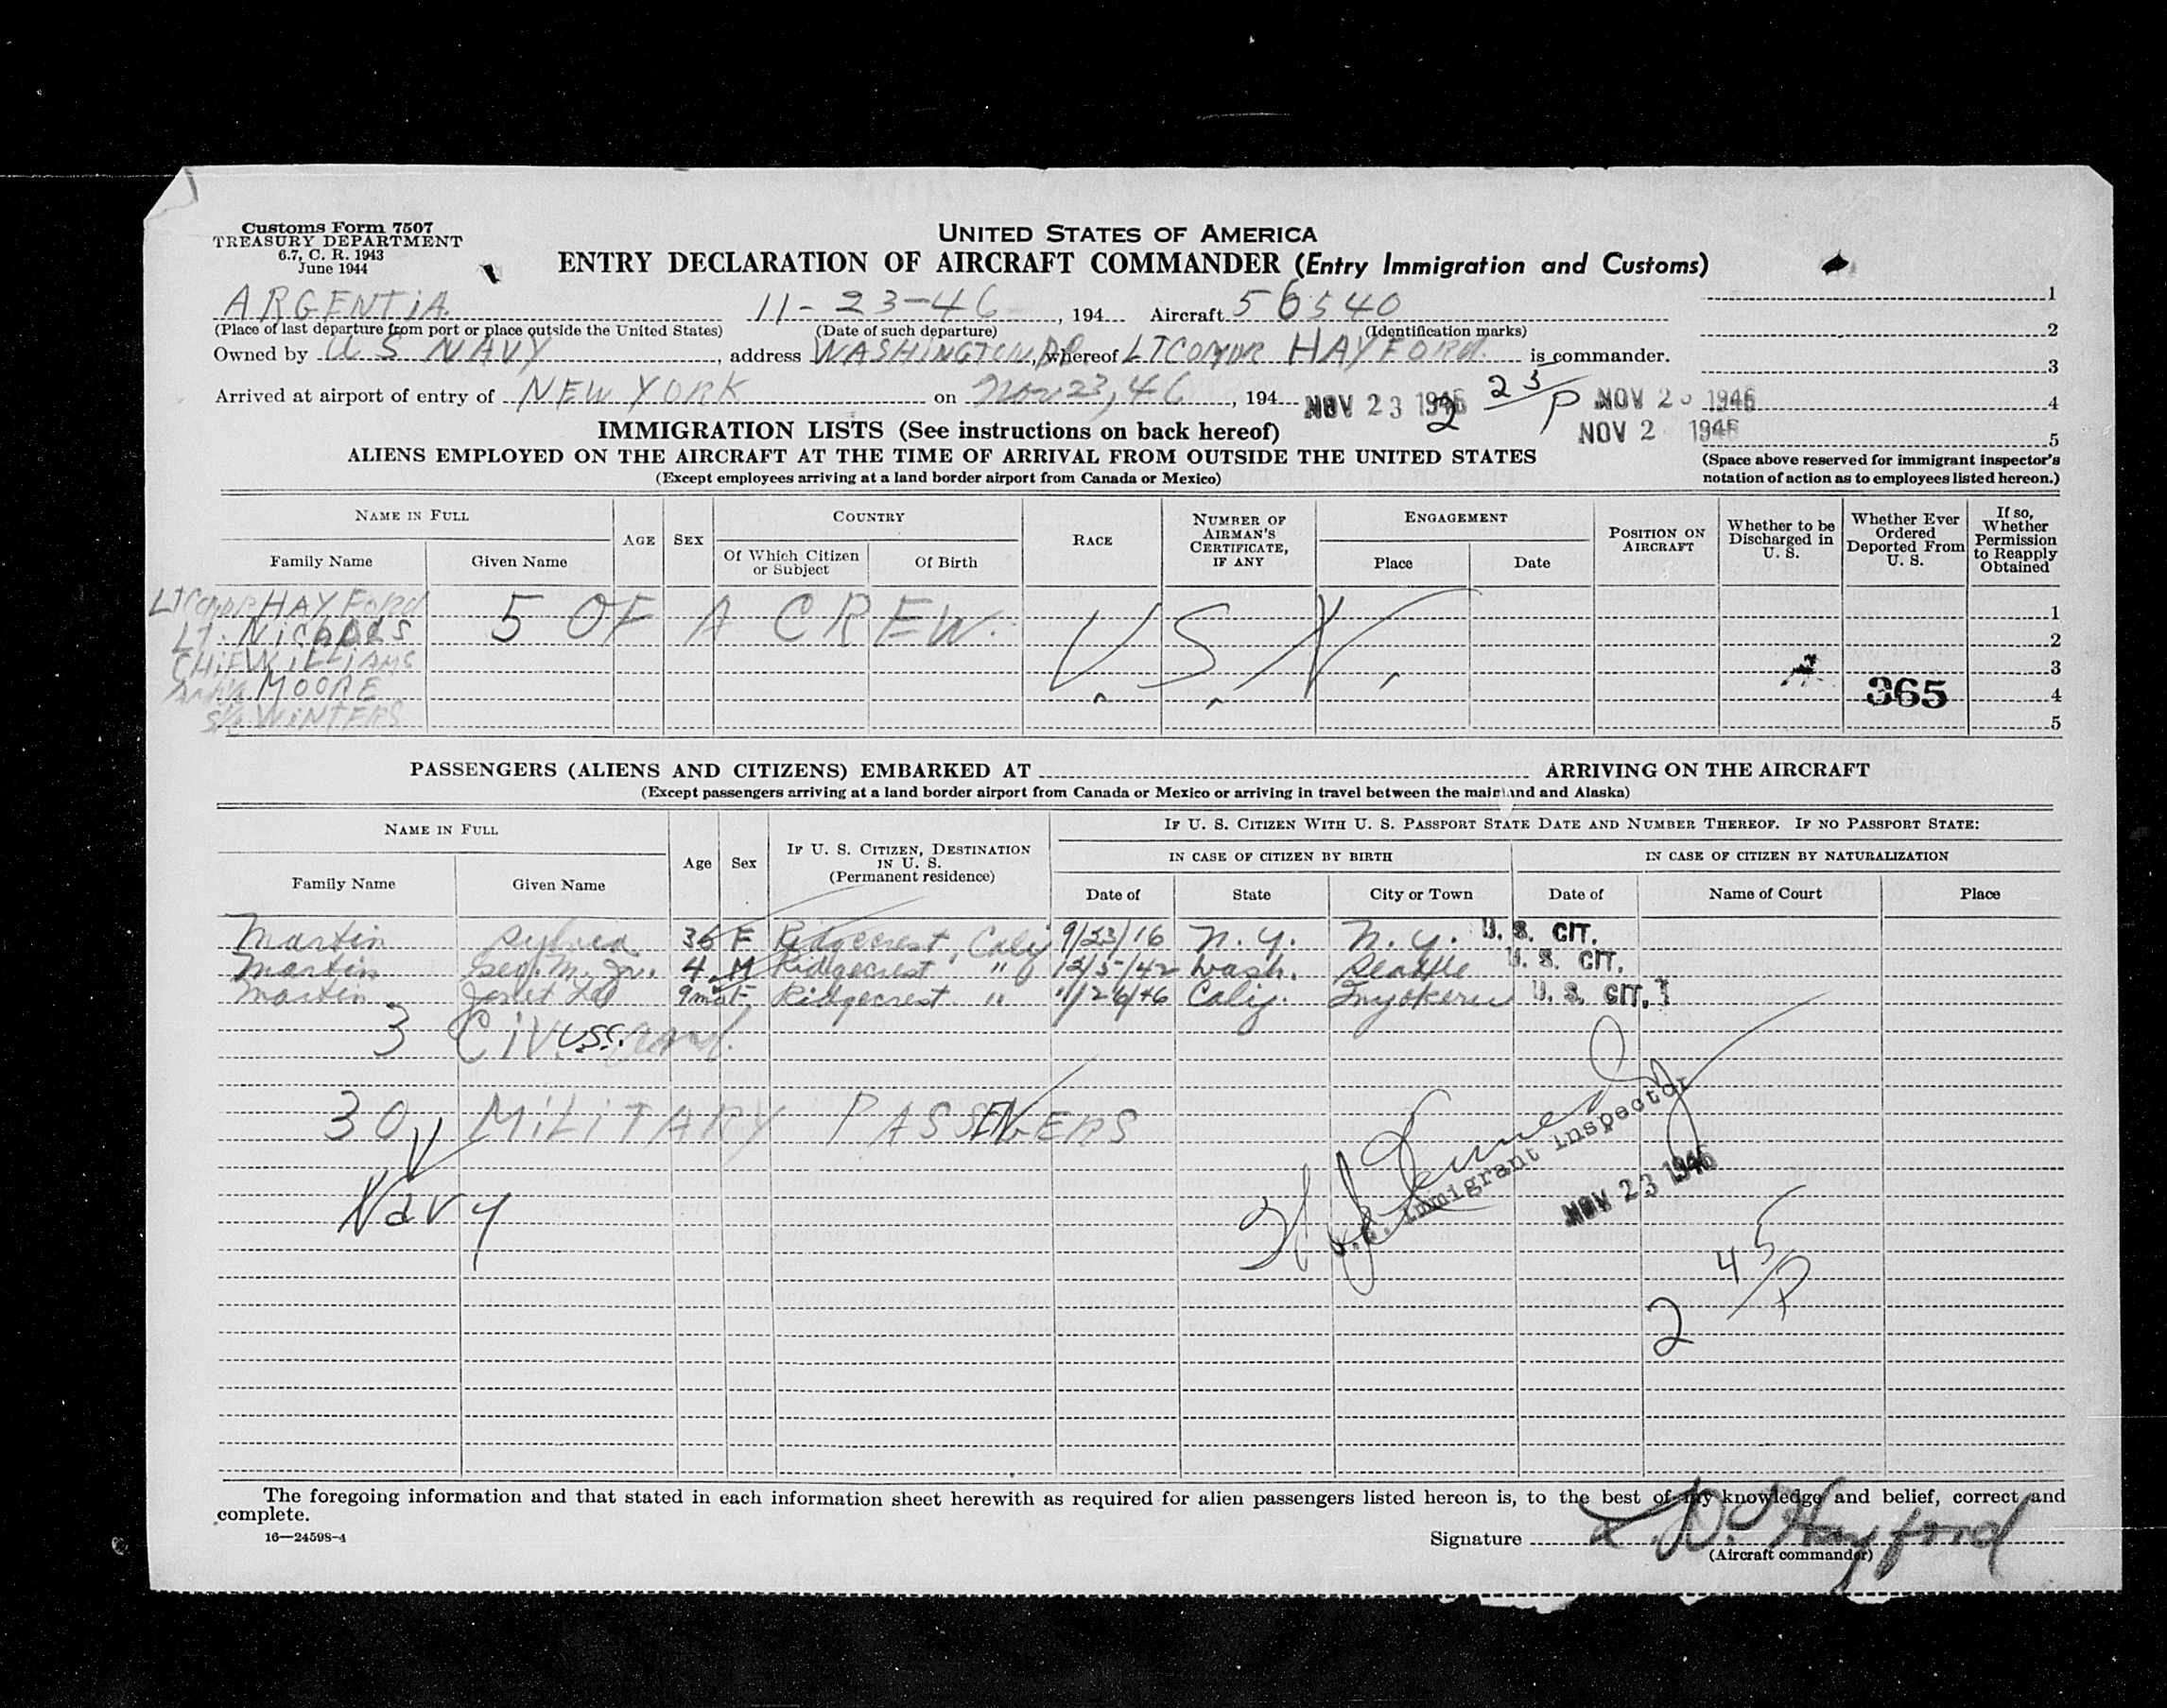 Customs Form 7507
TREASURY DEPARTMENT
6.7, C. R. 1943
June 1944
UNITED STATES OF AMERICA
ENTRY DECLARATION OF AIRCRAFT COMMANDER (Entry Immigration and Customs)
ARGENTIA. 11-23-46, 194 Aircraft 56540
(Place of last departure from port or place outside the United States) (Date of such departure) (Identification marks)
Owned by U S NAVY, address WASHINGTON, whereof LTCOMDR HAYFORD is commander.
Arrived at airport of entry of NEW YORK on Nov 23, 46, 194 NOV 23 1946 2 23/P NOV 2 1946
NOV 2 1946
1
2
3
4
5
(Space above reserved for immigrant inspector's
notation of action as to employees listed hereon.)
IMMIGRATION LISTS (See instructions on back hereof)
ALIENS EMPLOYED ON THE AIRCRAFT AT THE TIME OF ARRIVAL FROM OUTSIDE THE UNITED STATES
(Except employees arriving at a land border airport from Canada or Mexico)
NAME IN FULL AGE SEX COUNTRY RACE NUMBER OF AIRMAN'S CERTIFICATE, IF ANY ENGAGEMENT POSITION ON AIRCRAFT Whether to be Discharged in U. S. Whether Ever Ordered Deported From U. S. If so, Whether Permission to Reapply Obtained
Family Name Given Name Of Which Citizen or Subject Of Birth Place Date
LTCOMDR HAYFORD 5 OF A CREW. U.S.N. 1
LT. NICHOLS 2
CHIEF WILLIAMS 3
MOORE 365 4
WINTERS 5
PASSENGERS (ALIENS AND CITIZENS) EMBARKED AT ARRIVING ON THE AIRCRAFT
(Except passengers arriving at a land border airport from Canada or Mexico or arriving in travel between the mainland and Alaska)
NAME IN FULL Age Sex IF U. S. CITIZEN, DESTINATION IN U. S. (Permanent residence) IF U. S. CITIZEN WITH U. S. PASSPORT STATE DATE AND NUMBER THEREOF. IF NO PASSPORT STATE:
IN CASE OF CITIZEN BY BIRTH IN CASE OF CITIZEN BY NATURALIZATION
Family Name Given Name Date of State City or Town Date of Name of Court Place
Martin Sylvia 36 F Ridgecrest, Calif 9/23/16 N.Y. N.Y. U. S. CIT.
Martin Geo. M. Jr. 4 M Ridgecrest " 12/5/42 Wash. Seattle U. S. CIT.
Martin Janet Lee 9mos F Ridgecrest " 1/26/46 Calif. Inyokern U. S. CIT.
3 Civ. USC
30 MILITARY PASSENGERS
Navy
U.S. Immigrant Inspector
NOV 23 1946
2 45/P
The foregoing information and that stated in each information sheet herewith as required for alien passengers listed hereon is, to the best of my knowledge and belief, correct and
complete.
16—24598-4
Signature Hayford
(Aircraft commander)